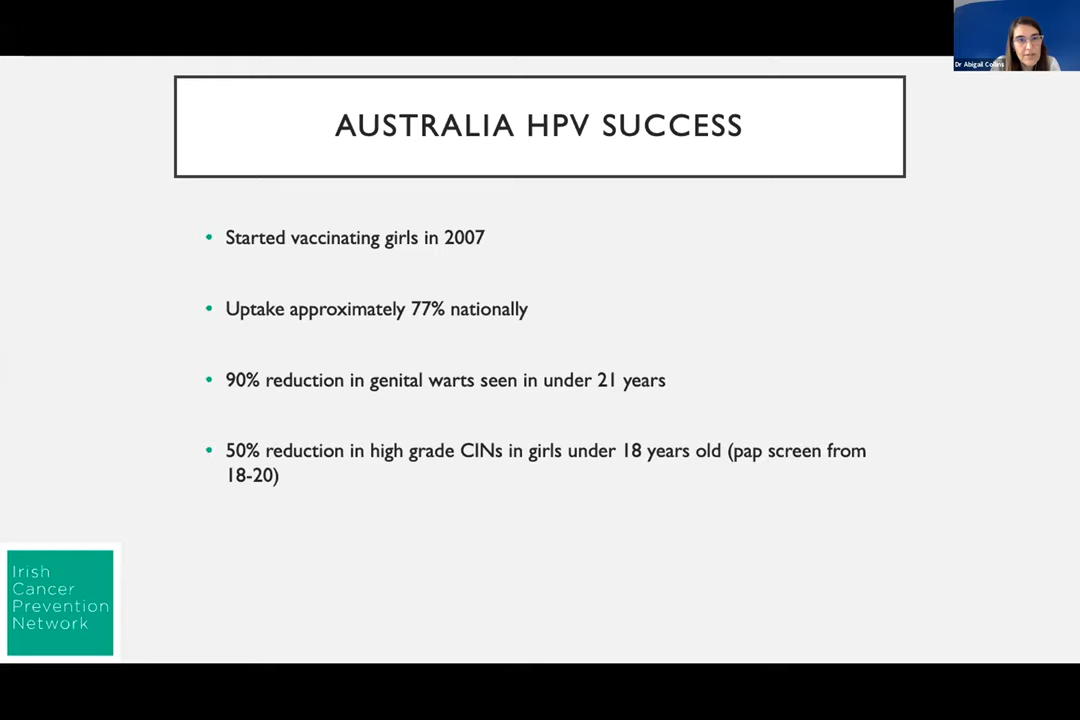 Dr Abigail Collins
AUSTRALIA HPV SUCCESS
• Started vaccinating girls in 2007
• Uptake approximately 77% nationally
• 90% reduction in genital warts seen in under 21 years
• 50% reduction in high grade CINs in girls under 18 years old (pap screen from
18-20)
Irish
Cancer
Prevention
Network